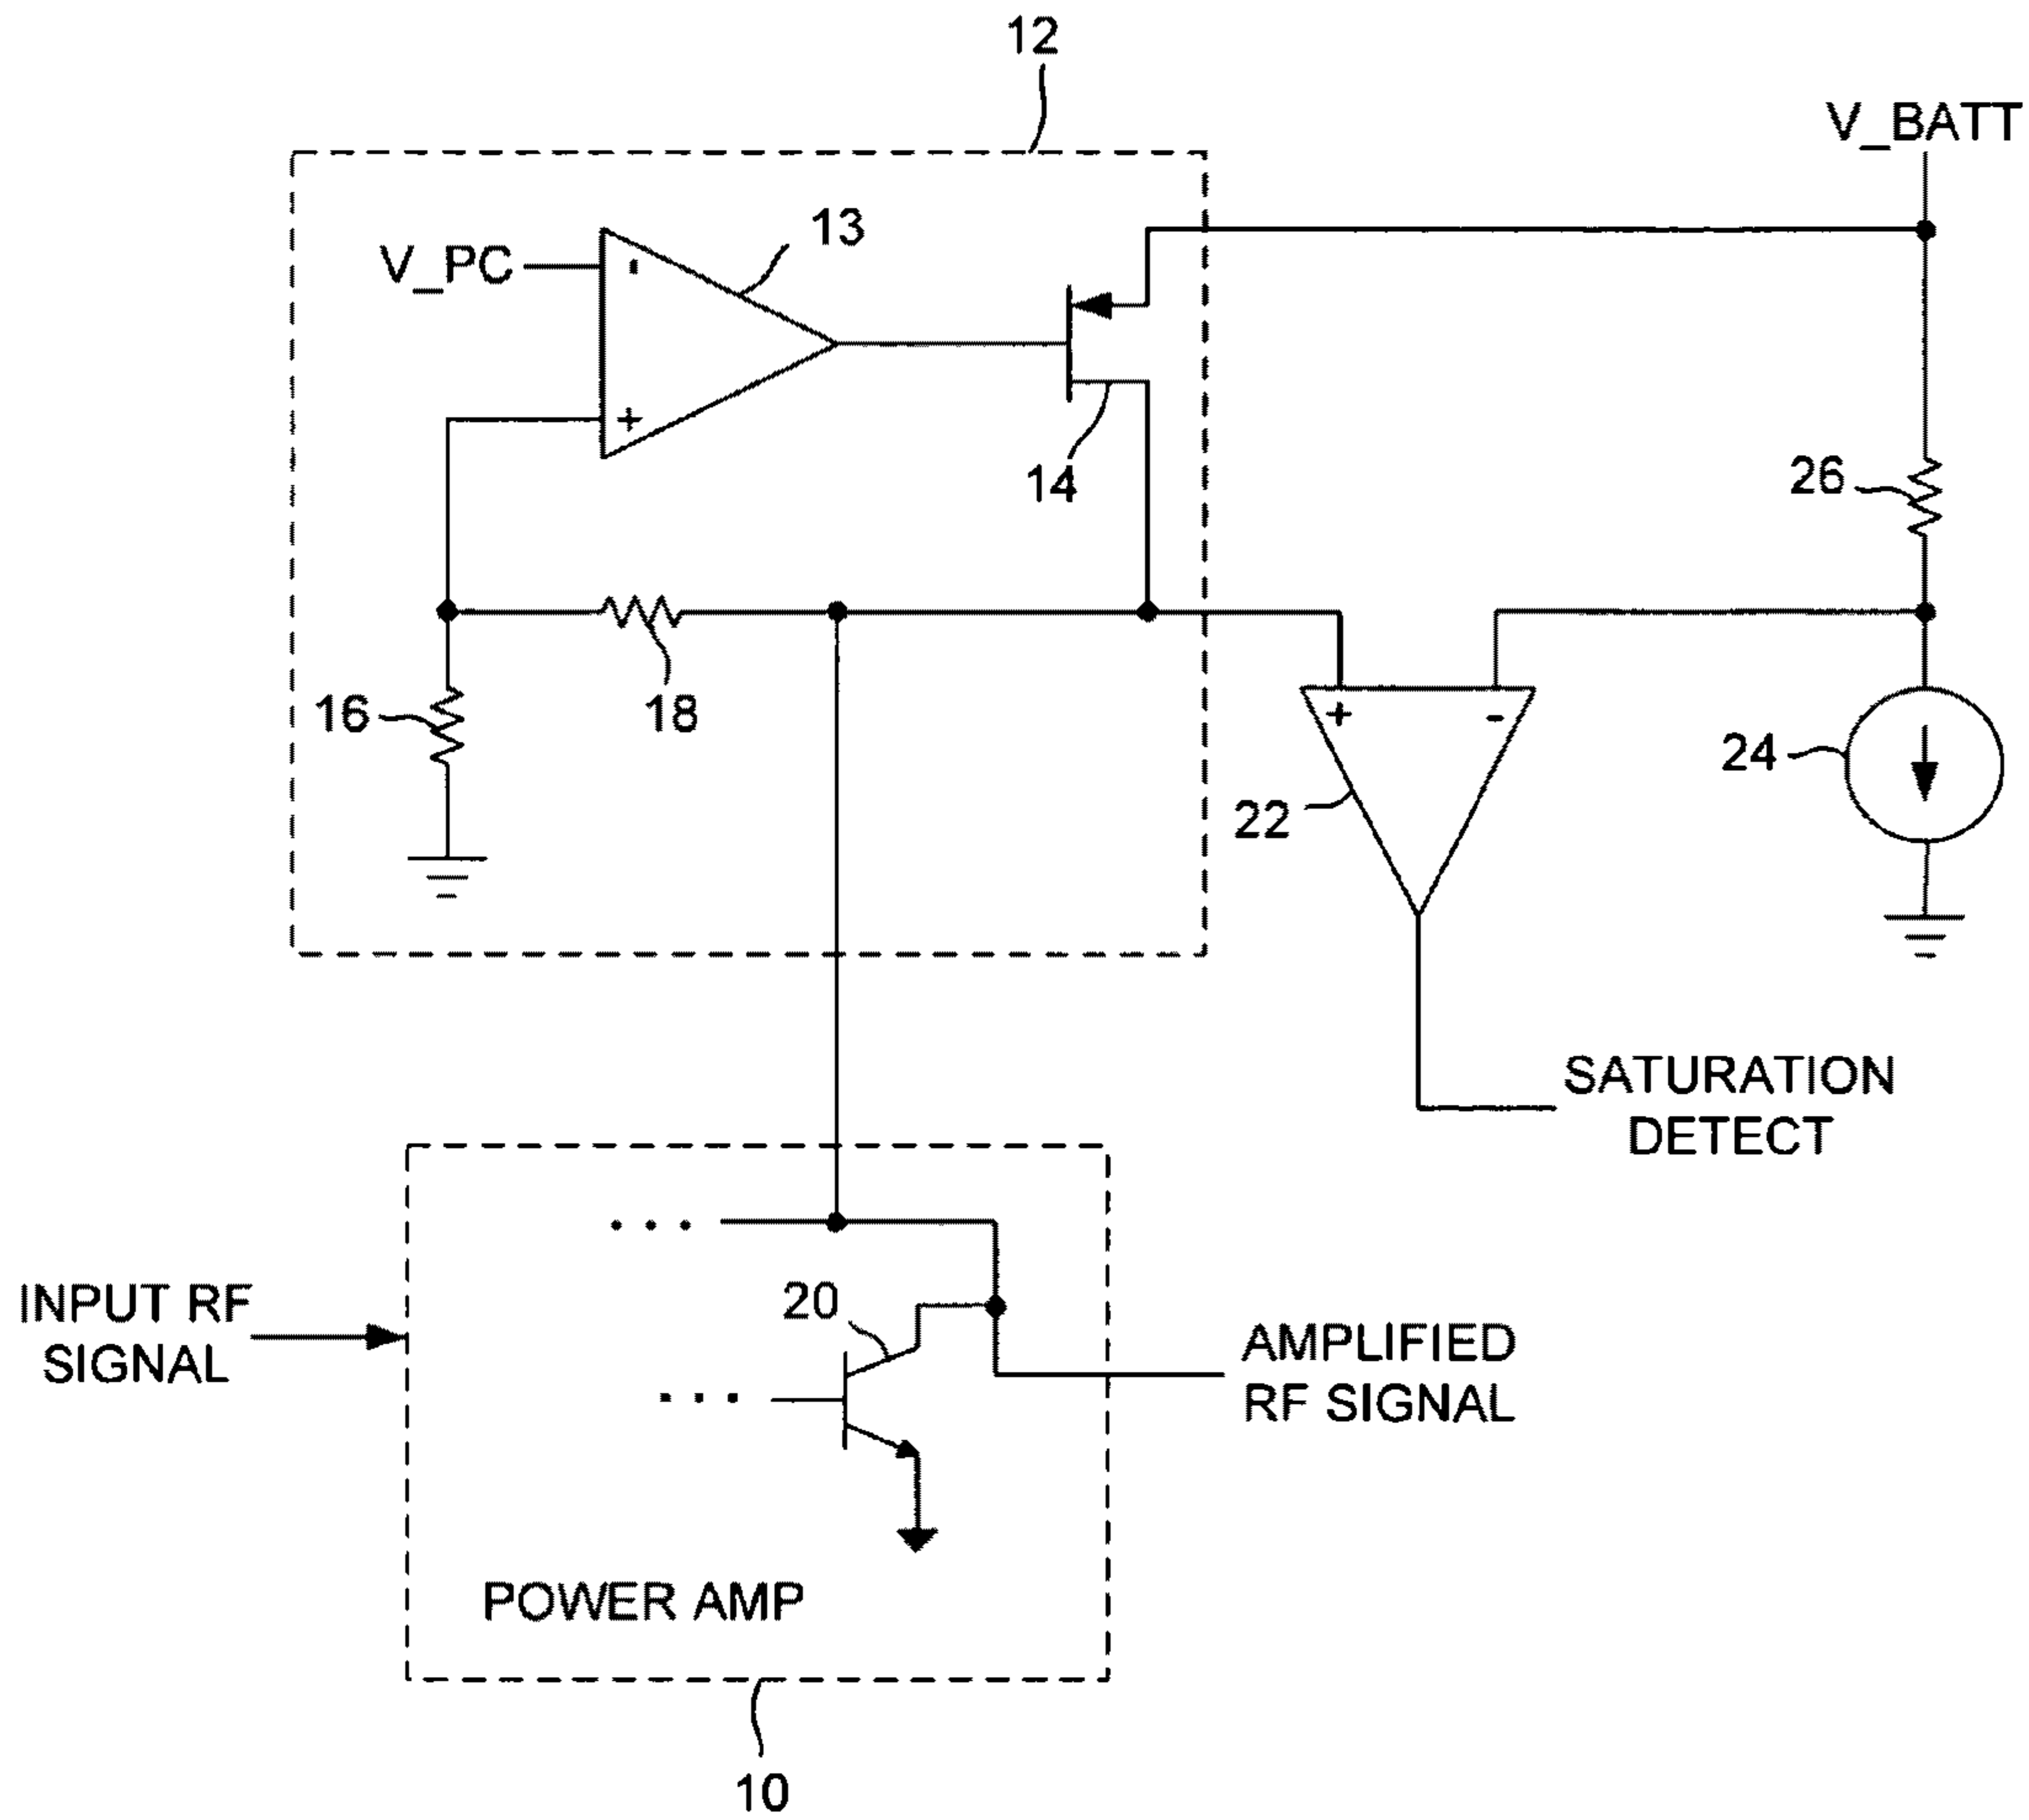 12
V_BATT
13
V_PC
-
+
14
26
16
18
+
-
24
22
SATURATION
DETECT
INPUT RF
SIGNAL
20
AMPLIFIED
RF SIGNAL
POWER AMP
10